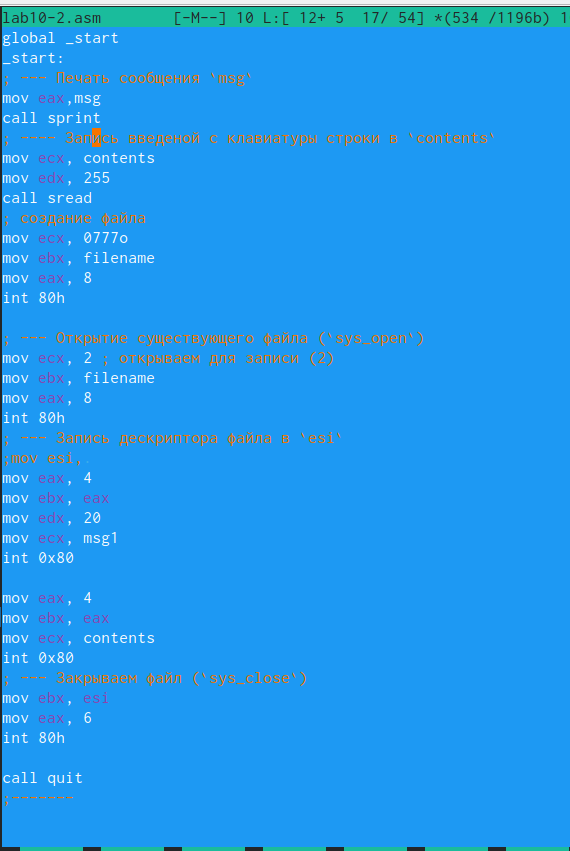 lab10-2.asm [-M--] 10 L:[ 12+ 5 17/ 54] *(534 /1196b) 1
global _start
_start:
; --- Печать сообщения `msg`
mov eax,msg
call sprint
; ---- Запись введеной с клавиатуры строки в `contents`
mov ecx, contents
mov edx, 255
call sread
; создание файла
mov ecx, 0777o
mov ebx, filename
mov eax, 8
int 80h
; --- Открытие существующего файла (`sys_open`)
mov ecx, 2 ; открываем для записи (2)
mov ebx, filename
mov eax, 8
int 80h
; --- Запись дескриптора файла в `esi`
;mov esi,.
mov eax, 4
mov ebx, eax
mov edx, 20
mov ecx, msg1
int 0x80
mov eax, 4
mov ebx, eax
mov ecx, contents
int 0x80
; --- Закрываем файл (`sys_close`)
mov ebx, esi
mov eax, 6
int 80h
call quit
;-------